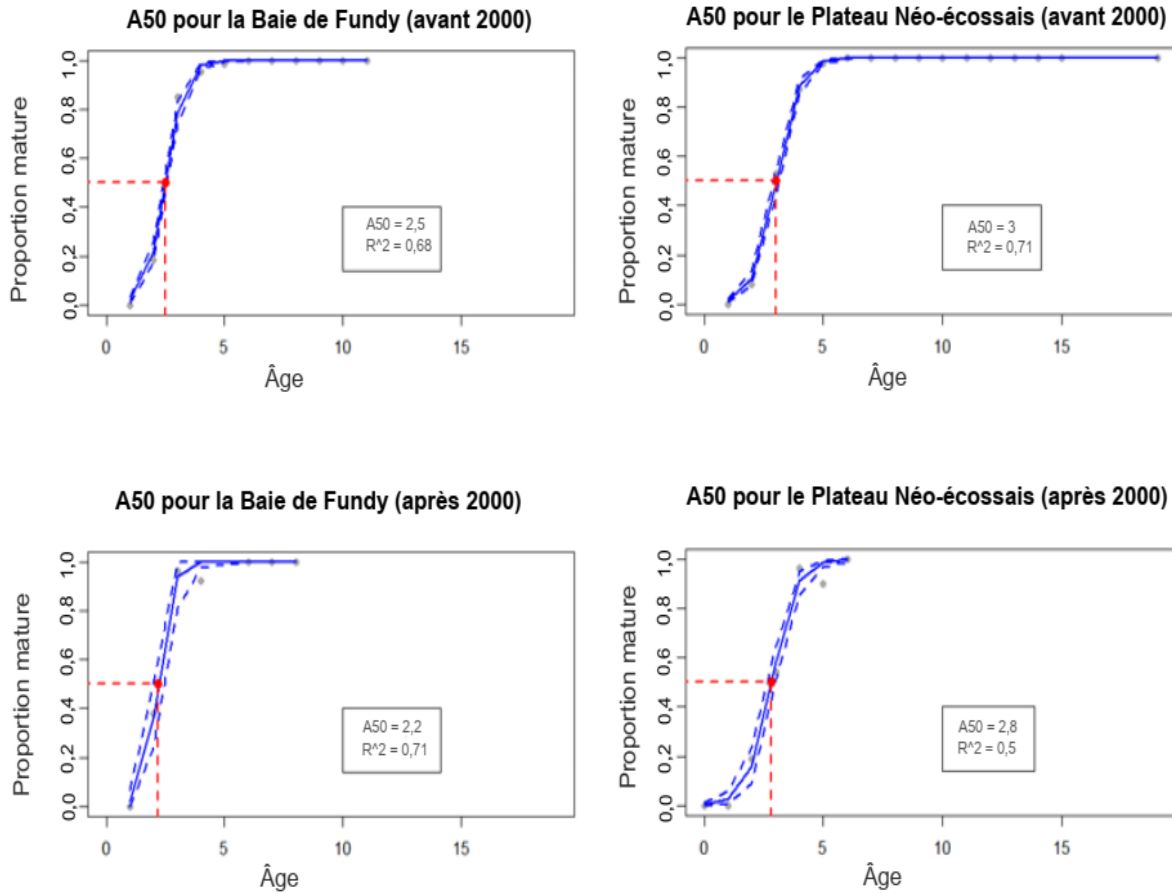 A50 pour la Baie de Fundy (avant 2000)
Proportion mature
0,0 0,2 0,4 0,6 0,8 1,0
A50 = 2,5
R^2 = 0,68
0 5 10 15
Âge
A50 pour le Plateau Néo-écossais (avant 2000)
Proportion mature
0,0 0,2 0,4 0,6 0,8 1,0
A50 = 3
R^2 = 0,71
0 5 10 15
Âge
A50 pour la Baie de Fundy (après 2000)
Proportion mature
0,0 0,2 0,4 0,6 0,8 1,0
A50 = 2,2
R^2 = 0,71
0 5 10 15
Âge
A50 pour le Plateau Néo-écossais (après 2000)
Proportion mature
0,0 0,2 0,4 0,6 0,8 1,0
A50 = 2,8
R^2 = 0,5
0 5 10 15
Âge